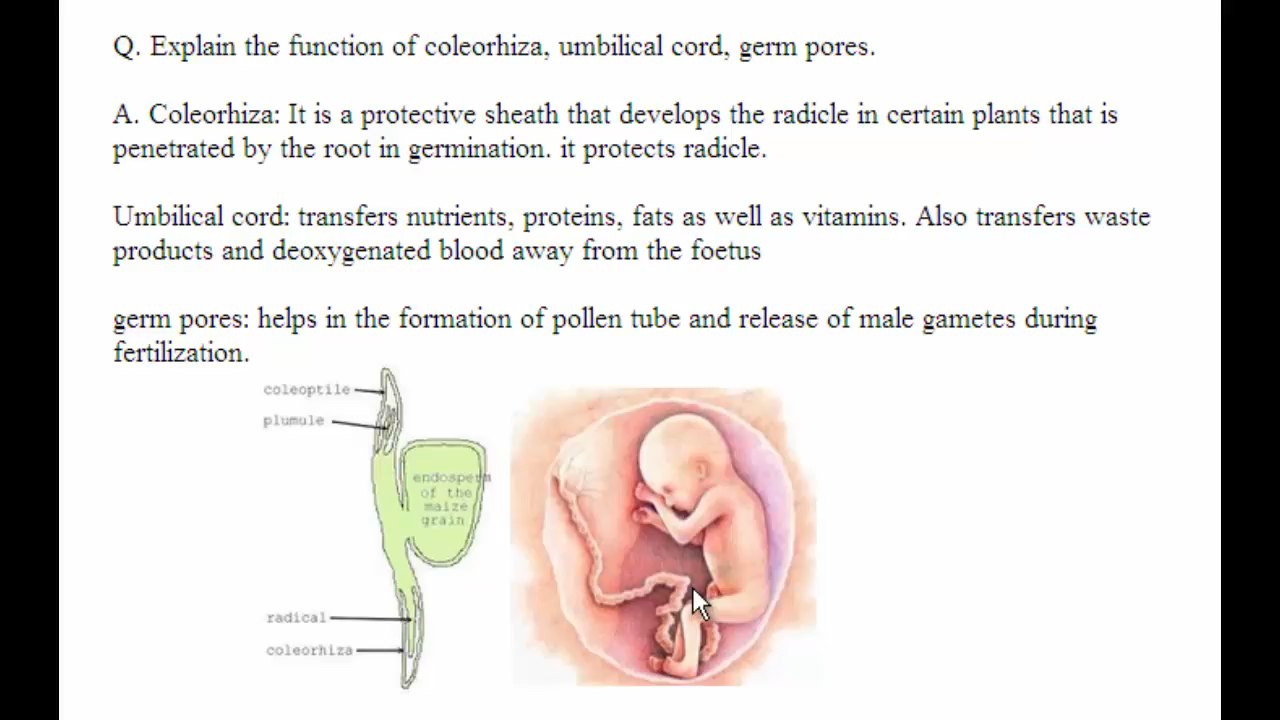 Q. Explain the function of coleorhiza, umbilical cord, germ pores.
A. Coleorhiza: It is a protective sheath that develops the radicle in certain plants that is
penetrated by the root in germination. it protects radicle.
Umbilical cord: transfers nutrients, proteins, fats as well as vitamins. Also transfers waste
products and deoxygenated blood away from the foetus
germ pores: helps in the formation of pollen tube and release of male gametes during
fertilization.
coleoptile
plumule
endosperm
of the
maize
grain
radical
coleorhiza